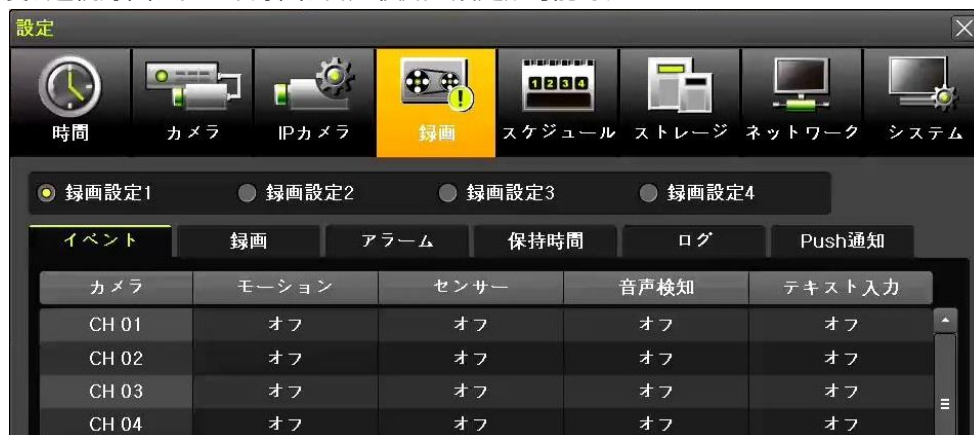 設定
時間 カメラ IPカメラ 録画 スケジュール ストレージ ネットワーク システム
録画設定1 録画設定2 録画設定3 録画設定4
イベント 録画 アラーム 保持時間 ログ Push通知
カメラ モーション センサー 音声検知 テキスト入力
CH 01 オフ オフ オフ オフ
CH 02 オフ オフ オフ オフ
CH 03 オフ オフ オフ オフ
CH 04 オフ オフ オフ オフ